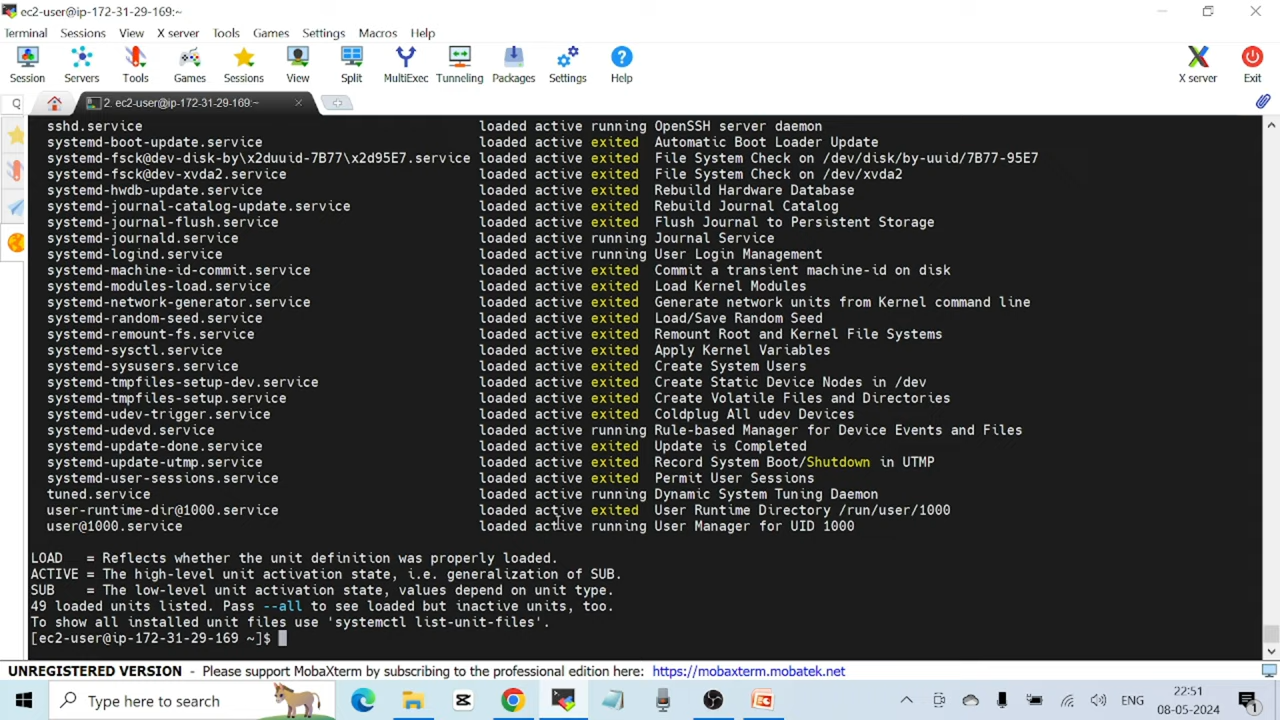 ec2-user@ip-172-31-29-169:~
Terminal Sessions View X server Tools Games Settings Macros Help
Session Servers Tools Games Sessions View Split MultiExec Tunneling Packages Settings Help X server Exit
Q 2. ec2-user@ip-172-31-29-169:~
sshd.service loaded active running OpenSSH server daemon
systemd-boot-update.service loaded active exited Automatic Boot Loader Update
systemd-fsck@dev-disk-by\x2duuid-7B77\x2d95E7.service loaded active exited File System Check on /dev/disk/by-uuid/7B77-95E7
systemd-fsck@dev-xvda2.service loaded active exited File System Check on /dev/xvda2
systemd-hwdb-update.service loaded active exited Rebuild Hardware Database
systemd-journal-catalog-update.service loaded active exited Rebuild Journal Catalog
systemd-journal-flush.service loaded active exited Flush Journal to Persistent Storage
systemd-journald.service loaded active running Journal Service
systemd-logind.service loaded active running User Login Management
systemd-machine-id-commit.service loaded active exited Commit a transient machine-id on disk
systemd-modules-load.service loaded active exited Load Kernel Modules
systemd-network-generator.service loaded active exited Generate network units from Kernel command line
systemd-random-seed.service loaded active exited Load/Save Random Seed
systemd-remount-fs.service loaded active exited Remount Root and Kernel File Systems
systemd-sysctl.service loaded active exited Apply Kernel Variables
systemd-sysusers.service loaded active exited Create System Users
systemd-tmpfiles-setup-dev.service loaded active exited Create Static Device Nodes in /dev
systemd-tmpfiles-setup.service loaded active exited Create Volatile Files and Directories
systemd-udev-trigger.service loaded active exited Coldplug All udev Devices
systemd-udevd.service loaded active running Rule-based Manager for Device Events and Files
systemd-update-done.service loaded active exited Update is Completed
systemd-update-utmp.service loaded active exited Record System Boot/Shutdown in UTMP
systemd-user-sessions.service loaded active exited Permit User Sessions
tuned.service loaded active running Dynamic System Tuning Daemon
user-runtime-dir@1000.service loaded active exited User Runtime Directory /run/user/1000
user@1000.service loaded active running User Manager for UID 1000
LOAD = Reflects whether the unit definition was properly loaded.
ACTIVE = The high-level unit activation state, i.e. generalization of SUB.
SUB = The low-level unit activation state, values depend on unit type.
49 loaded units listed. Pass --all to see loaded but inactive units, too.
To show all installed unit files use 'systemctl list-unit-files'.
[ec2-user@ip-172-31-29-169 ~]$
UNREGISTERED VERSION - Please support MobaXterm by subscribing to the professional edition here: https://mobaxterm.mobatek.net
Type here to search ENG 22:51
08-05-2024 1